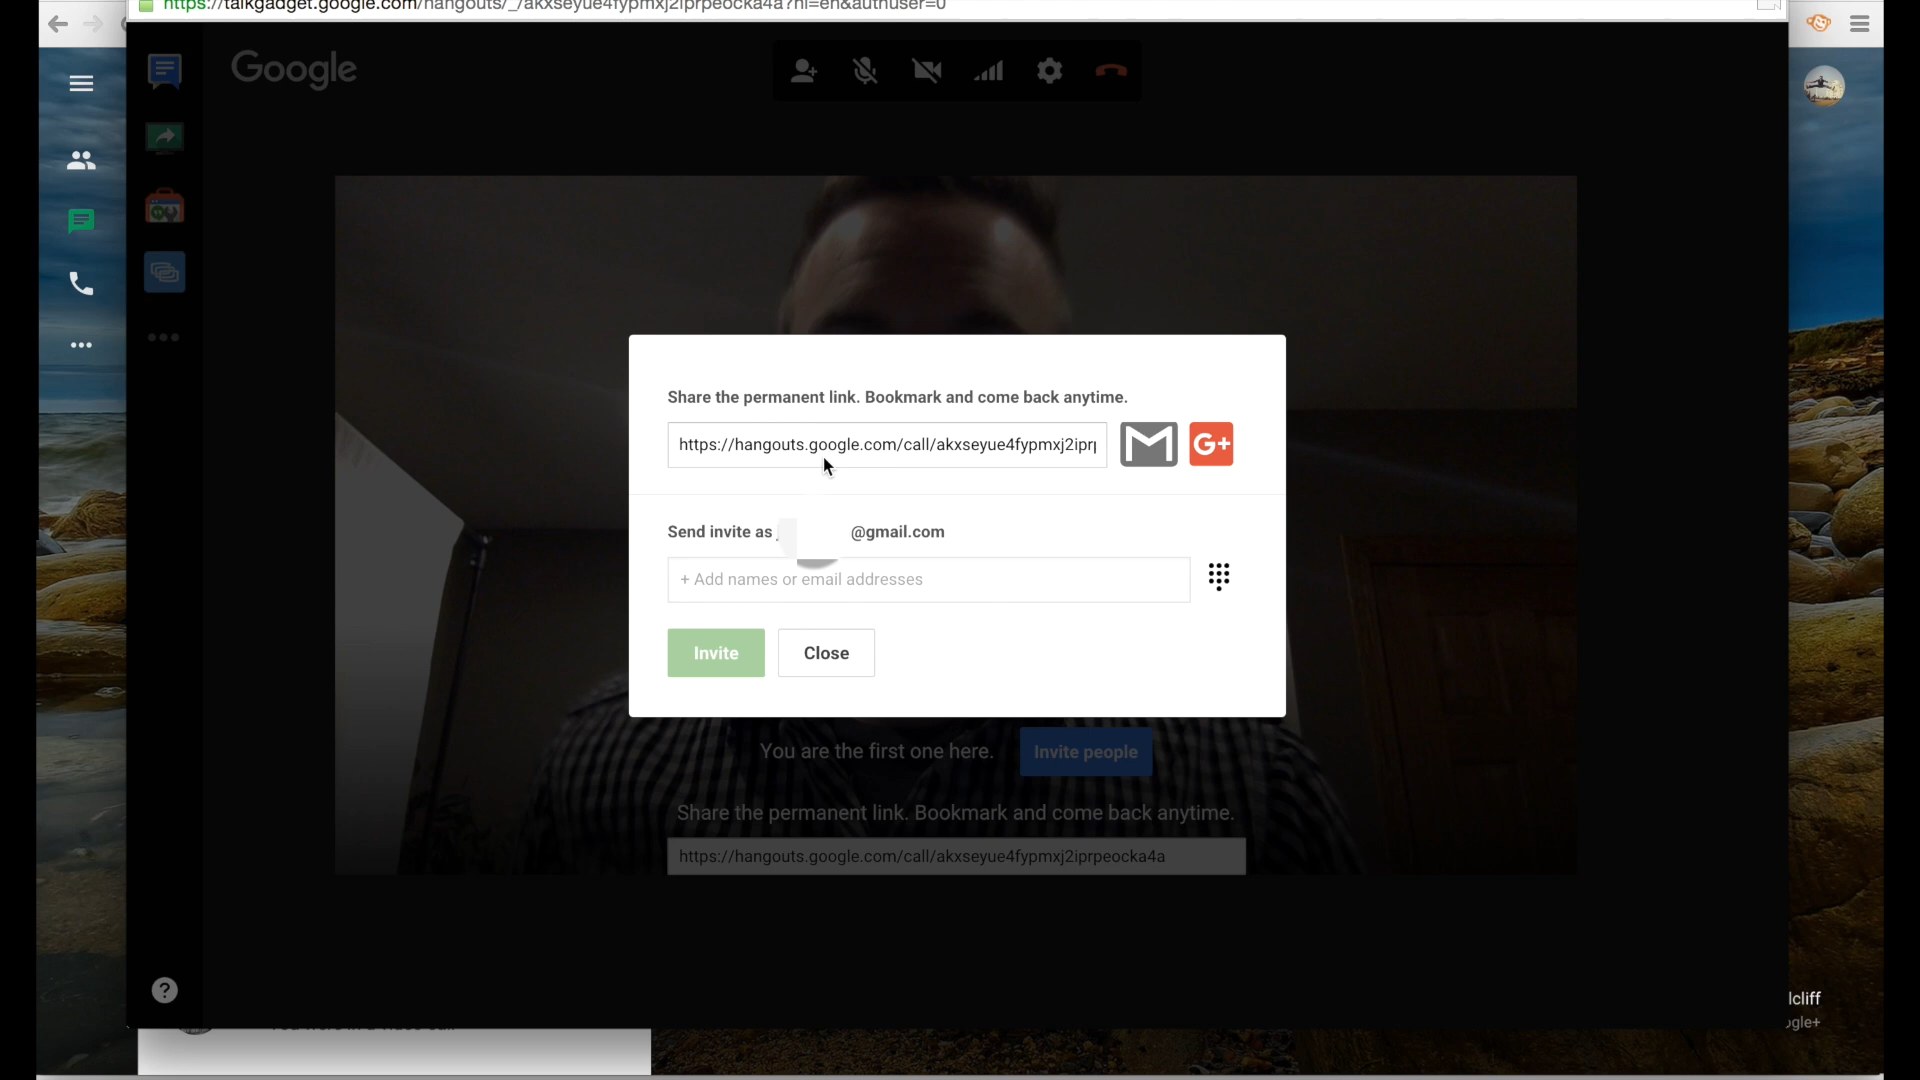 https://talkgadget.google.com/hangouts/_/akxseyue4fypmxj2iprpeocka4a?hl=en&authuser=0
Google
Share the permanent link. Bookmark and come back anytime.
https://hangouts.google.com/call/akxseyue4fypmxj2ipr
G+
Send invite as @gmail.com
+ Add names or email addresses
Invite Close
You are the first one here. Invite people
Share the permanent link. Bookmark and come back anytime.
https://hangouts.google.com/call/akxseyue4fypmxj2iprpeocka4a
?
lcliff
ogle+